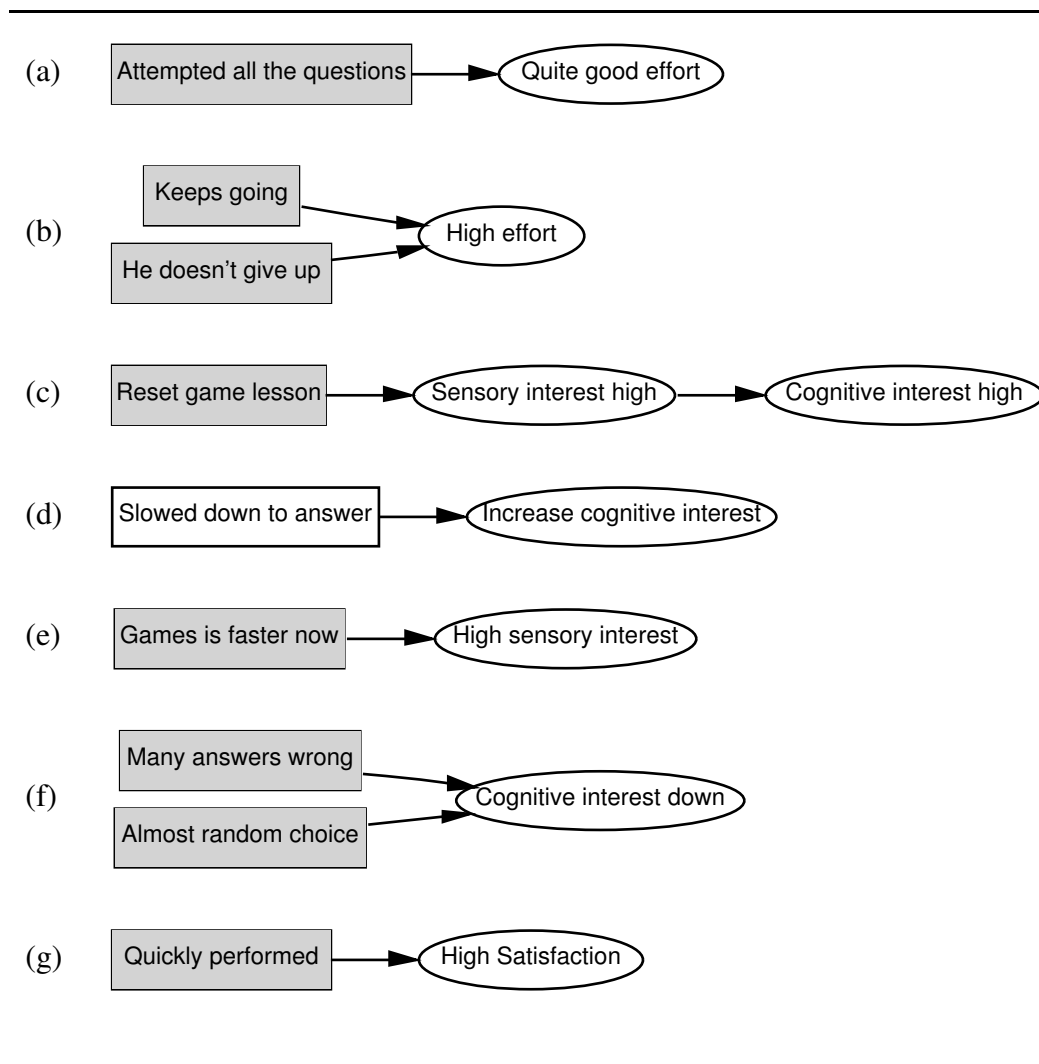 (a)
Attempted all the questions
Quite good effort
(b)
Keeps going
He doesn't give up
High effort
(c)
Reset game lesson
Sensory interest high
Cognitive interest high
(d)
Slowed down to answer
Increase cognitive interest
(e)
Games is faster now
High sensory interest
(f)
Many answers wrong
Almost random choice
Cognitive interest down
(g)
Quickly performed
High Satisfaction